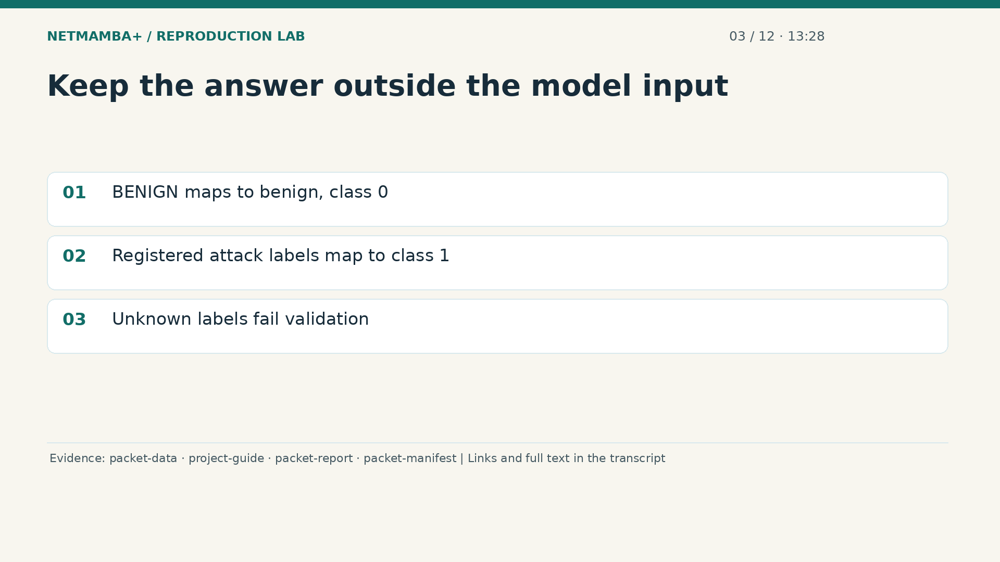 NETMAMBA+ / REPRODUCTION LAB
03 / 12 · 13:28
Keep the answer outside the model input
01 BENIGN maps to benign, class 0
02 Registered attack labels map to class 1
03 Unknown labels fail validation
Evidence: packet-data · project-guide · packet-report · packet-manifest | Links and full text in the transcript